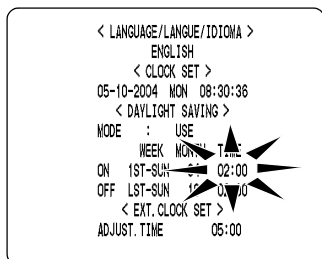 < LANGUAGE/LANGUE/IDIOMA >
ENGLISH
< CLOCK SET >
05-10-2004 MON 08:30:36
< DAYLIGHT SAVING >
MODE : USE
WEEK MONTH TIME
ON 1ST-SUN 02:00
OFF LST-SUN
< EXT.CLOCK SET >
ADJUST.TIME 05:00